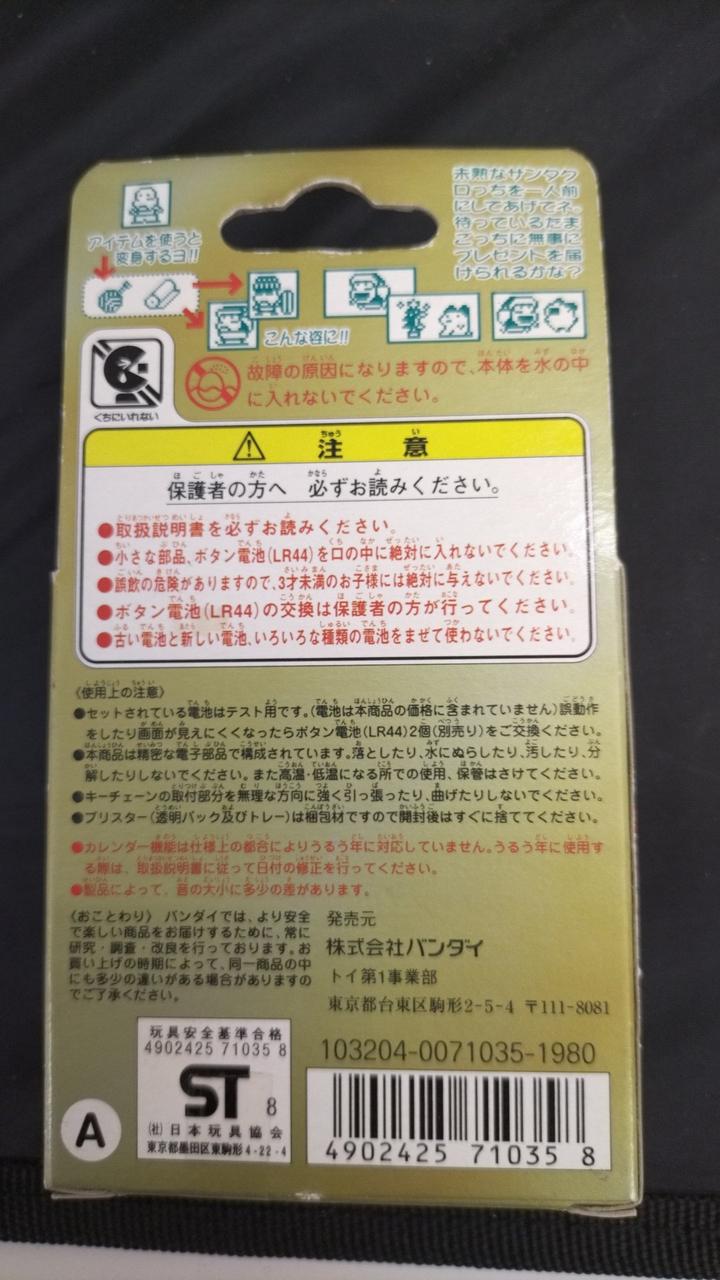 未熟なサンタク
ロっちを一人前
にしてあげてネ。
待っているたま
ごっちに無事に
プレゼントを届
けられるかな？
アイテムを使うと
変身するヨ!!
こんな姿に!!
くちにいれない
故障の原因になりますので、本体を水の中
に入れないでください。
注意
保護者の方へ 必ずお読みください。
●取扱説明書を必ずお読みください。
●小さな部品、ボタン電池(LR44)を口の中に絶対に入れないでください。
●誤飲の危険がありますので、3才未満のお子様には絶対に与えないでください。
●ボタン電池(LR44)の交換は保護者の方が行ってください。
●古い電池と新しい電池、いろいろな種類の電池をまぜて使わないでください。
《使用上の注意》
●セットされている電池はテスト用です。(電池は本商品の価格に含まれていません)誤動作
をしたり画面が見えにくくなったらボタン電池(LR44)2個(別売り)をご交換ください。
●本商品は精密な電子部品で構成されています。落としたり、水にぬらしたり、汚したり、分
解したりしないでください。また高温・低温になる所での使用、保管はさけてください。
●キーチェーンの取付部分を無理な方向に強く引っ張ったり、曲げたりしないでください。
●ブリスター(透明パック及びトレー)は梱包材ですので開封後はすぐに捨ててください。
●カレンダー機能は仕様上の都合によりうるう年に対応していません。うるう年に使用す
る際は、取扱説明書に従って日付の修正を行ってください。
●製品によって、音の大小に多少の差があります。
《おことわり》 バンダイでは、より安全
で楽しい商品をお届けするために、常に
研究・調査・改良を行っております。お
買い上げの時期によって、同一商品の中
にも多少の違いがある場合がありますの
でご了承ください。
発売元
株式会社バンダイ
トイ第1事業部
東京都台東区駒形2-5-4 〒111-8081
玩具安全基準合格
4902425 71035 8
ST 8
(社)日本玩具協会
東京都墨田区東駒形4-22-4
A
103204-0071035-1980
4902425 71035 8